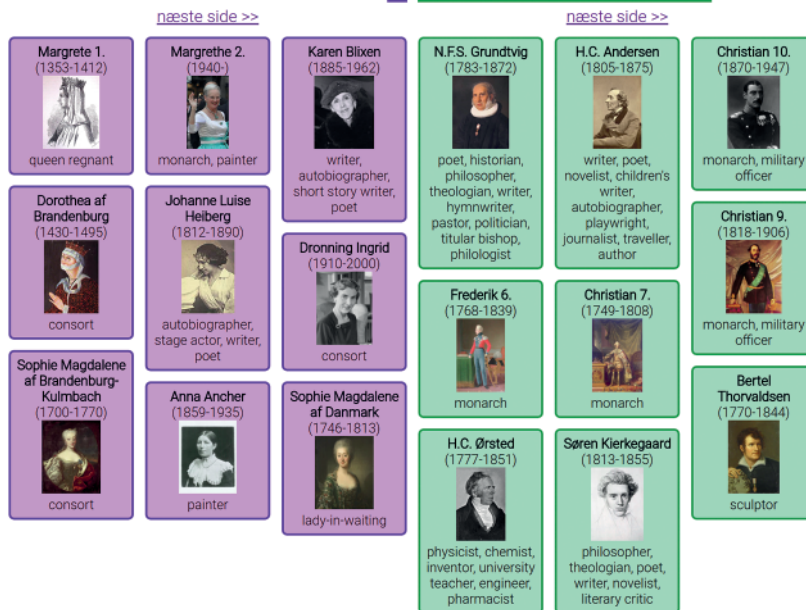 næste side >>
Margrete 1.
(1353-1412)
queen regnant
Dorothea af
Brandenburg
(1430-1495)
consort
Sophie Magdalene
af Brandenburg-
Kulmbach
(1700-1770)
consort
Margrethe 2.
(1940-)
monarch, painter
Johanne Luise
Heiberg
(1812-1890)
autobiographer,
stage actor, writer,
poet
Anna Ancher
(1859-1935)
painter
Karen Blixen
(1885-1962)
writer,
autobiographer,
short story writer,
poet
Dronning Ingrid
(1910-2000)
consort
Sophie Magdalene
af Danmark
(1746-1813)
lady-in-waiting
næste side >>
N.F.S. Grundtvig
(1783-1872)
poet, historian,
philosopher,
theologian, writer,
hymnwriter,
pastor, politician,
titular bishop,
philologist
Frederik 6.
(1768-1839)
monarch
H.C. Ørsted
(1777-1851)
physicist, chemist,
inventor, university
teacher, engineer,
pharmacist
H.C. Andersen
(1805-1875)
writer, poet,
novelist, children's
writer,
autobiographer,
playwright,
journalist, traveller,
author
Christian 7.
(1749-1808)
monarch
Søren Kierkegaard
(1813-1855)
philosopher,
theologian, poet,
writer, novelist,
literary critic
Christian 10.
(1870-1947)
monarch, military
officer
Christian 9.
(1818-1906)
monarch, military
officer
Bertel
Thorvaldsen
(1770-1844)
sculptor